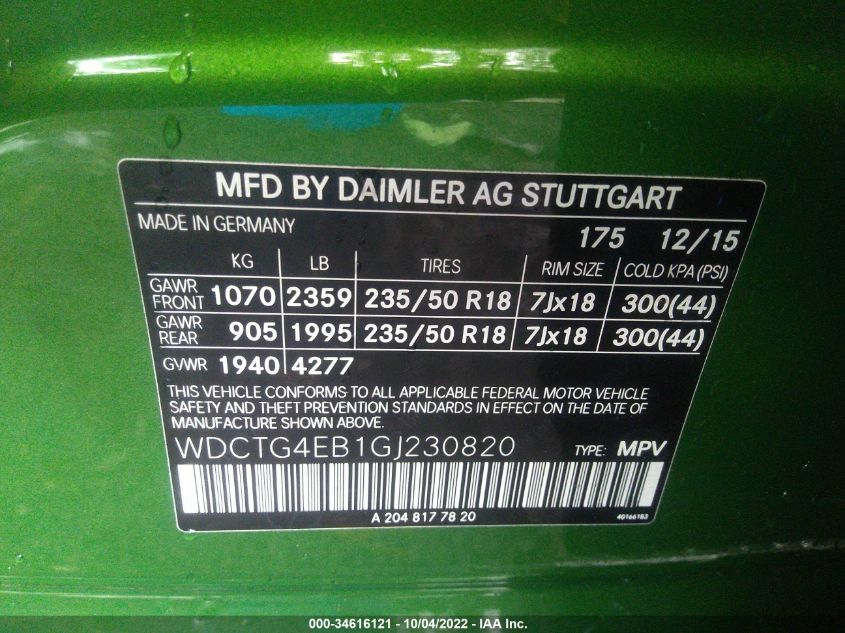 MFD BY DAIMLER AG STUTTGART
MADE IN GERMANY
175 12/15
KG LB TIRES RIM SIZE COLD KPA (PSI)
GAWR FRONT 1070 2359 235/50 R18 7Jx18 300(44)
GAWR REAR 905 1995 235/50 R18 7Jx18 300(44)
GVWR 1940 4277
THIS VEHICLE CONFORMS TO ALL APPLICABLE FEDERAL MOTOR VEHICLE
SAFETY AND THEFT PREVENTION STANDARDS IN EFFECT ON THE DATE OF
MANUFACTURE SHOWN ABOVE.
WDCTG4EB1GJ230820 TYPE: MPV
A 204 817 78 20 40166183
000-34616121 - 10/04/2022 - IAA Inc.